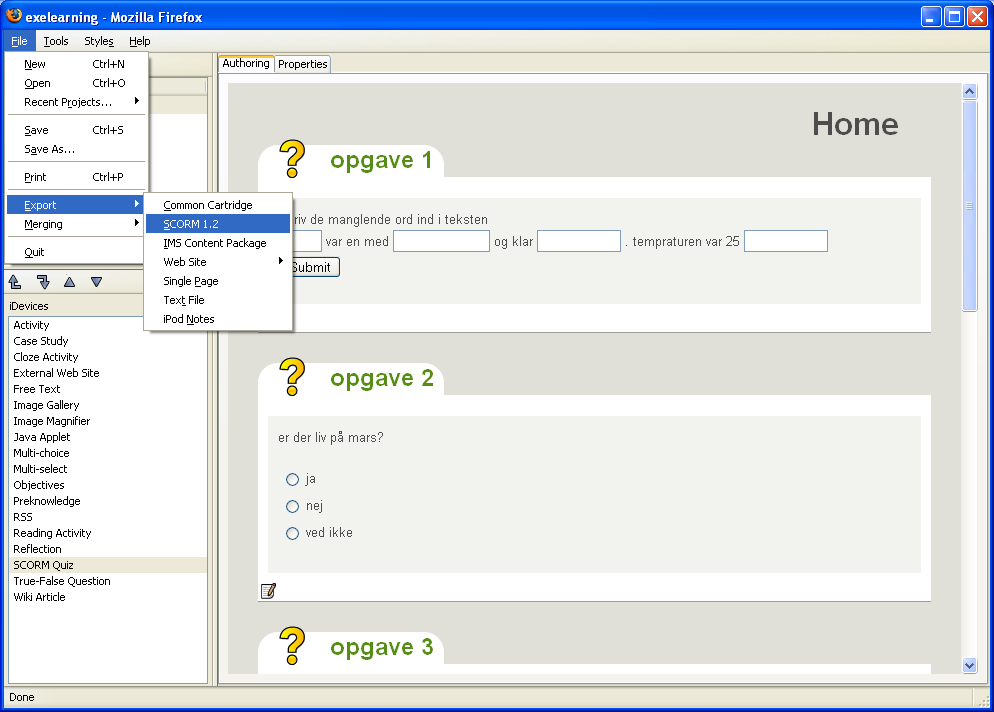 exelearning - Mozilla Firefox
File Tools Styles Help
New Ctrl+N
Open Ctrl+O
Recent Projects...
Save Ctrl+S
Save As...
Print Ctrl+P
Export
Merging
Quit
Common Cartridge
SCORM 1.2
IMS Content Package
Web Site
Single Page
Text File
iPod Notes
iDevices
Activity
Case Study
Cloze Activity
External Web Site
Free Text
Image Gallery
Image Magnifier
Java Applet
Multi-choice
Multi-select
Objectives
Preknowledge
RSS
Reading Activity
Reflection
SCORM Quiz
True-False Question
Wiki Article
Authoring Properties
Home
? opgave 1
riv de manglende ord ind i teksten
var en med og klar . tempraturen var 25
Submit
? opgave 2
er der liv på mars?
ja
nej
ved ikke
? opgave 3
Done